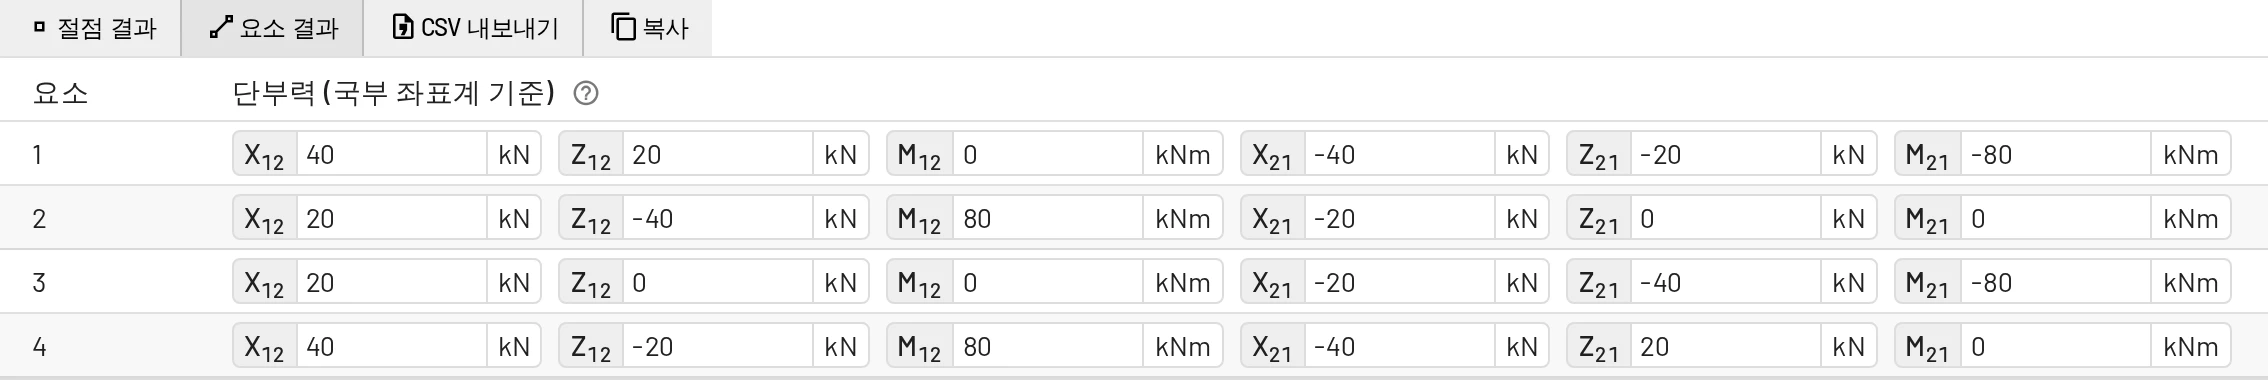 절점 결과 요소 결과 CSV 내보내기 복사
요소 단부력 (국부 좌표계 기준) ?
1 X12 40 kN Z12 20 kN M12 0 kNm X21 -40 kN Z21 -20 kN M21 -80 kNm
2 X12 20 kN Z12 -40 kN M12 80 kNm X21 -20 kN Z21 0 kN M21 0 kNm
3 X12 20 kN Z12 0 kN M12 0 kNm X21 -20 kN Z21 -40 kN M21 -80 kNm
4 X12 40 kN Z12 -20 kN M12 80 kNm X21 -40 kN Z21 20 kN M21 0 kNm